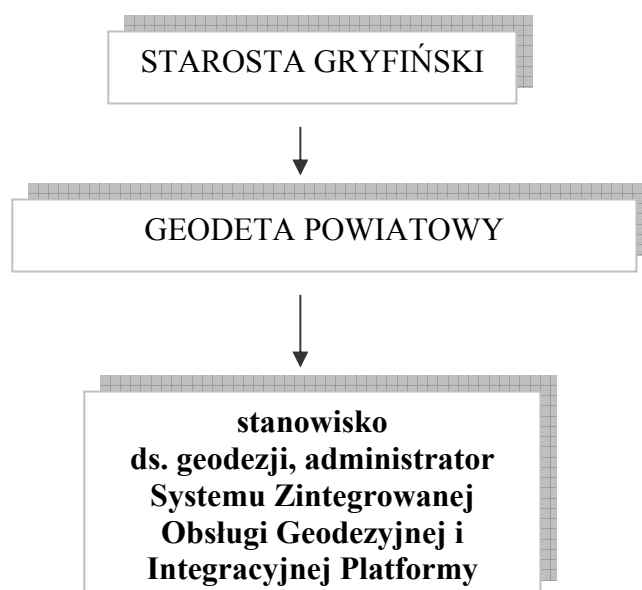 STAROSTA GRYFIŃSKI
GEODETA POWIATOWY
stanowisko
ds. geodezji, administrator
Systemu Zintegrowanej
Obsługi Geodezyjnej i
Integracyjnej Platformy